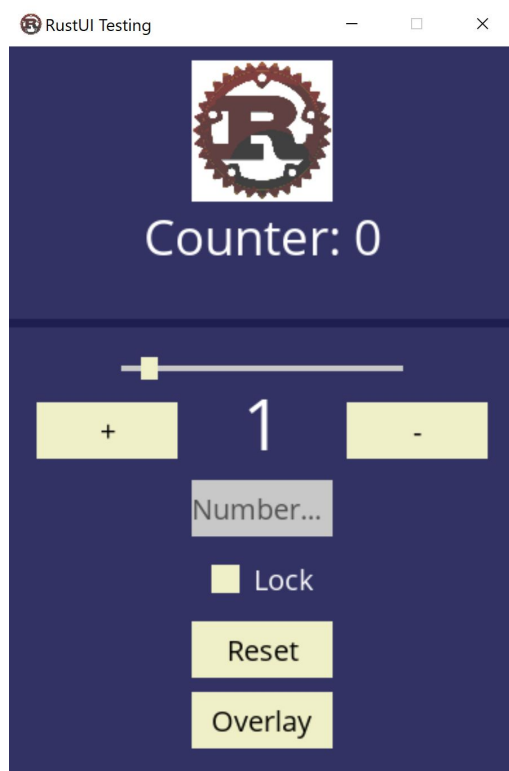 RustUI Testing
R
Counter: 0
+ 1 -
Number...
Lock
Reset
Overlay